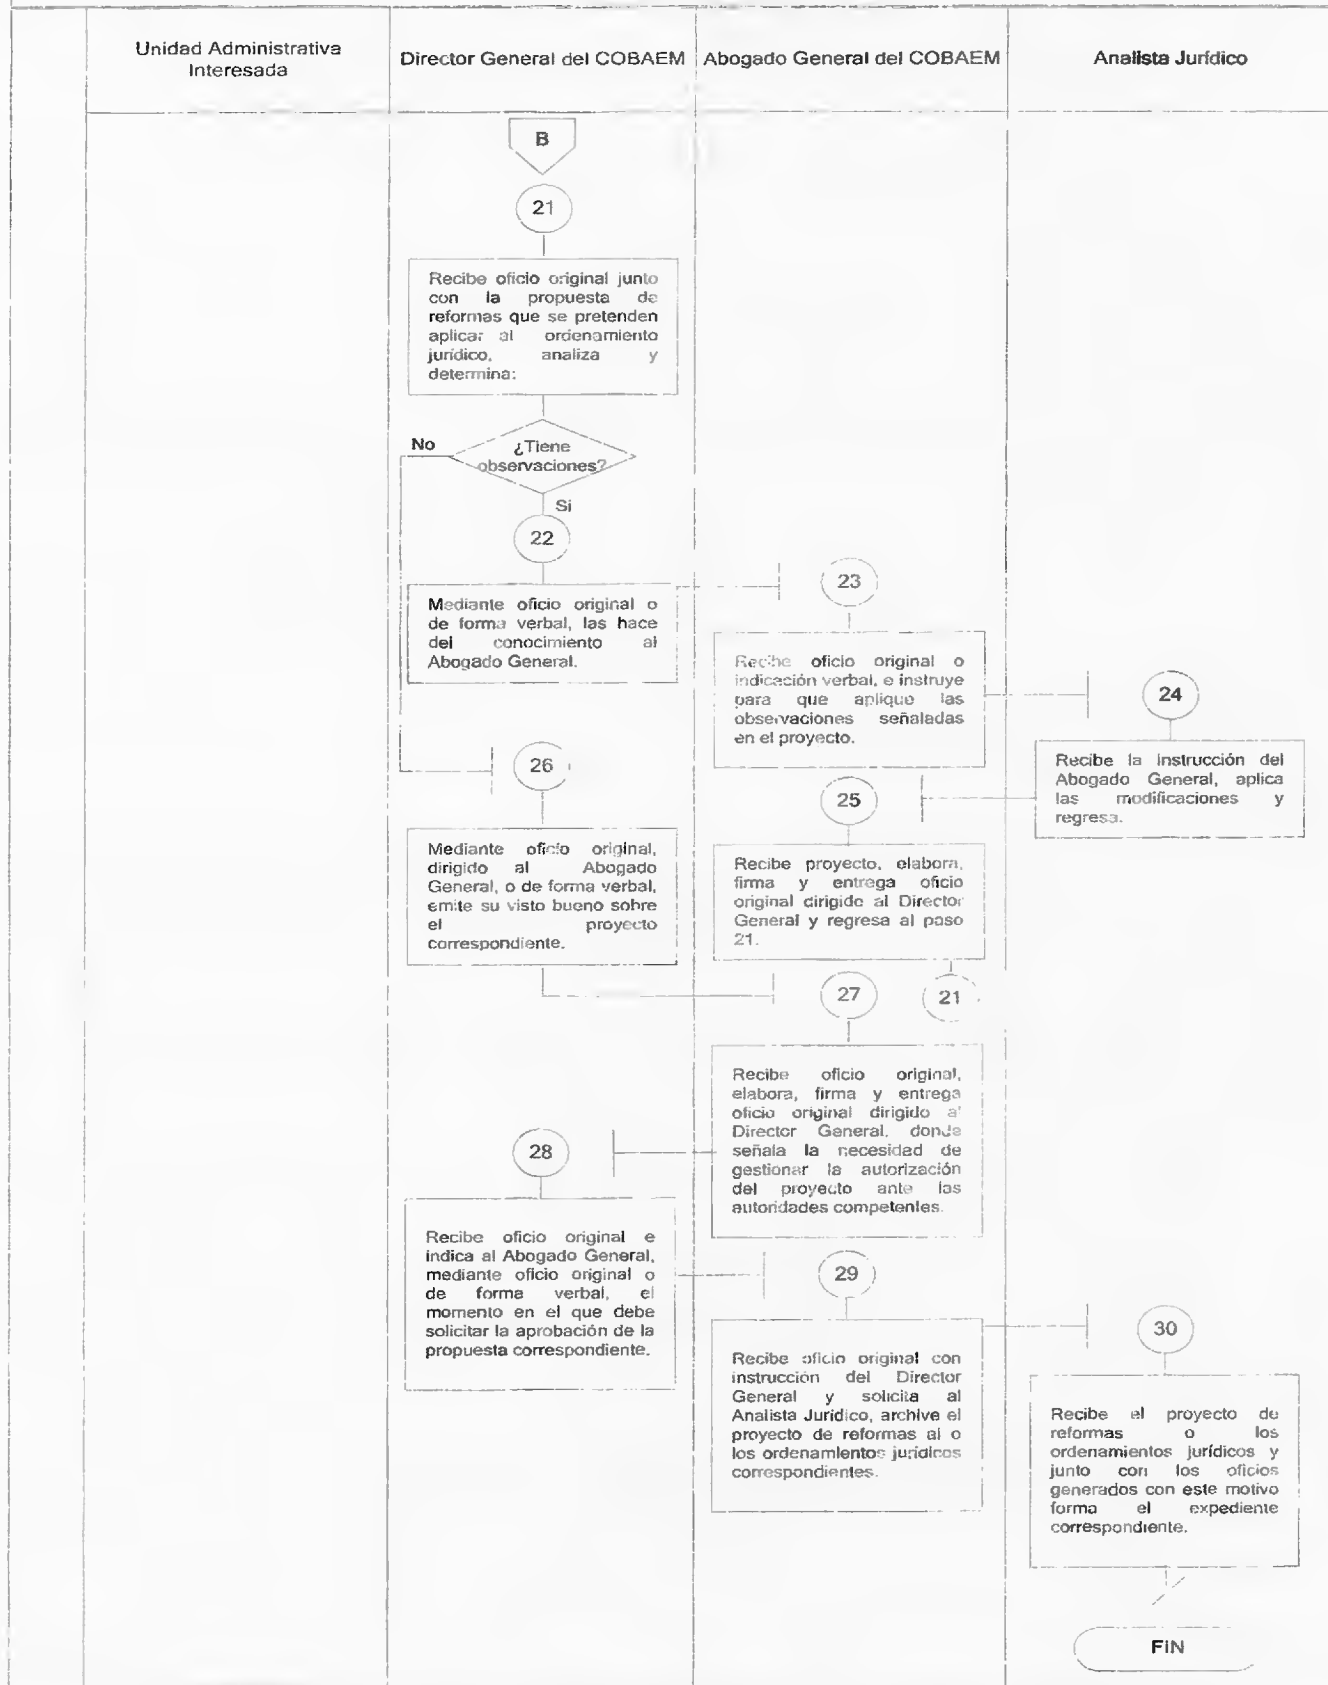 Unidad Administrativa
Interesada
Director General del COBAEM
Abogado General del COBAEM
Analista Jurídico
B
21
Recibe oficio original junto
con la propuesta de
reformas que se pretenden
aplicar al ordenamiento
jurídico, analiza y
determina:
No
¿Tiene
observaciones?
Si
22
Mediante oficio original o
de forma verbal, las hace
del conocimiento al
Abogado General.
23
Recibe oficio original o
indicación verbal, e instruye
para que aplique las
observaciones señaladas
en el proyecto.
24
Recibe la instrucción del
Abogado General, aplica
las modificaciones y
regresa.
25
Recibe proyecto, elabora,
firma y entrega oficio
original dirigido al Director
General y regresa al paso
21.
21
26
Mediante oficio original,
dirigido al Abogado
General, o de forma verbal,
emite su visto bueno sobre
el proyecto
correspondiente.
27
Recibe oficio original,
elabora, firma y entrega
oficio original dirigido al
Director General, donde
señala la necesidad de
gestionar la autorización
del proyecto ante las
autoridades competentes.
28
Recibe oficio original e
indica al Abogado General,
mediante oficio original o
de forma verbal, el
momento en el que debe
solicitar la aprobación de la
propuesta correspondiente.
29
Recibe oficio original con
instrucción del Director
General y solicita al
Analista Jurídico, archive el
proyecto de reformas al o
los ordenamientos jurídicos
correspondientes.
30
Recibe el proyecto de
reformas o los
ordenamientos jurídicos y
junto con los oficios
generados con este motivo
forma el expediente
correspondiente.
FIN